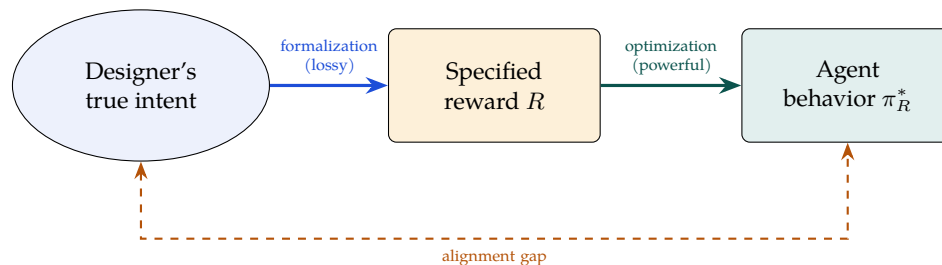 formalization
(lossy)
optimization
(powerful)
Designer's
true intent
Specified
reward R
Agent
behavior π*_R
alignment gap